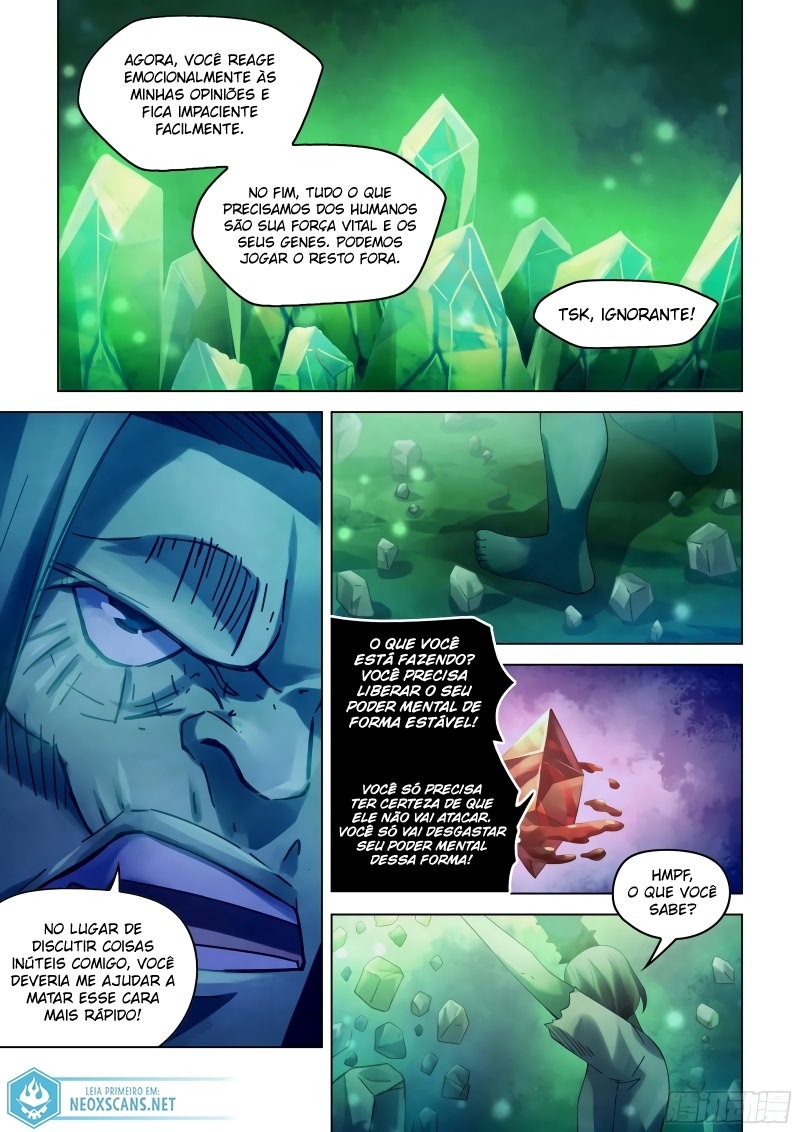 AGORA, VOCÊ REAGE
EMOCIONALMENTE ÀS
MINHAS OPINIÕES E
FICA IMPACIENTE
FACILMENTE.
NO FIM, TUDO O QUE
PRECISAMOS DOS HUMANOS
SÃO SUA FORÇA VITAL E OS
SEUS GENES. PODEMOS
JOGAR O RESTO FORA.
TSK, IGNORANTE!
O QUE VOCÊ
ESTÁ FAZENDO?
VOCÊ PRECISA
LIBERAR O SEU
PODER MENTAL DE
FORMA ESTÁVEL!
VOCÊ SÓ PRECISA
TER CERTEZA DE QUE
ELE NÃO VAI ATACAR.
VOCÊ SÓ VAI DESGASTAR
SEU PODER MENTAL
DESSA FORMA!
HMPF,
O QUE VOCÊ
SABE?
NO LUGAR DE
DISCUTIR COISAS
INÚTEIS COMIGO, VOCÊ
DEVERIA ME AJUDAR A
MATAR ESSE CARA
MAIS RÁPIDO!
LEIA PRIMEIRO EM:
NEOXSCANS.NET
腾讯动漫